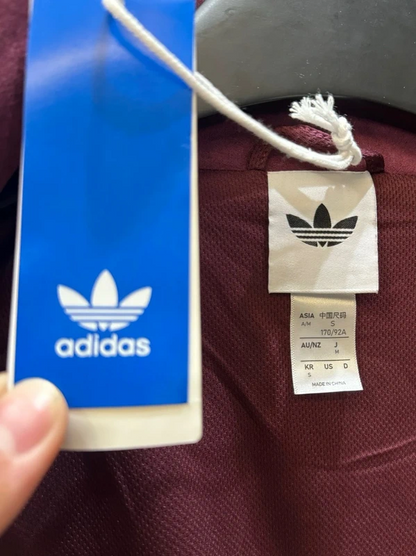 adidas
ASIA 中国尺码
A/M S
170/92A
AU/NZ J
M
KR US D
S
MADE IN CHINA